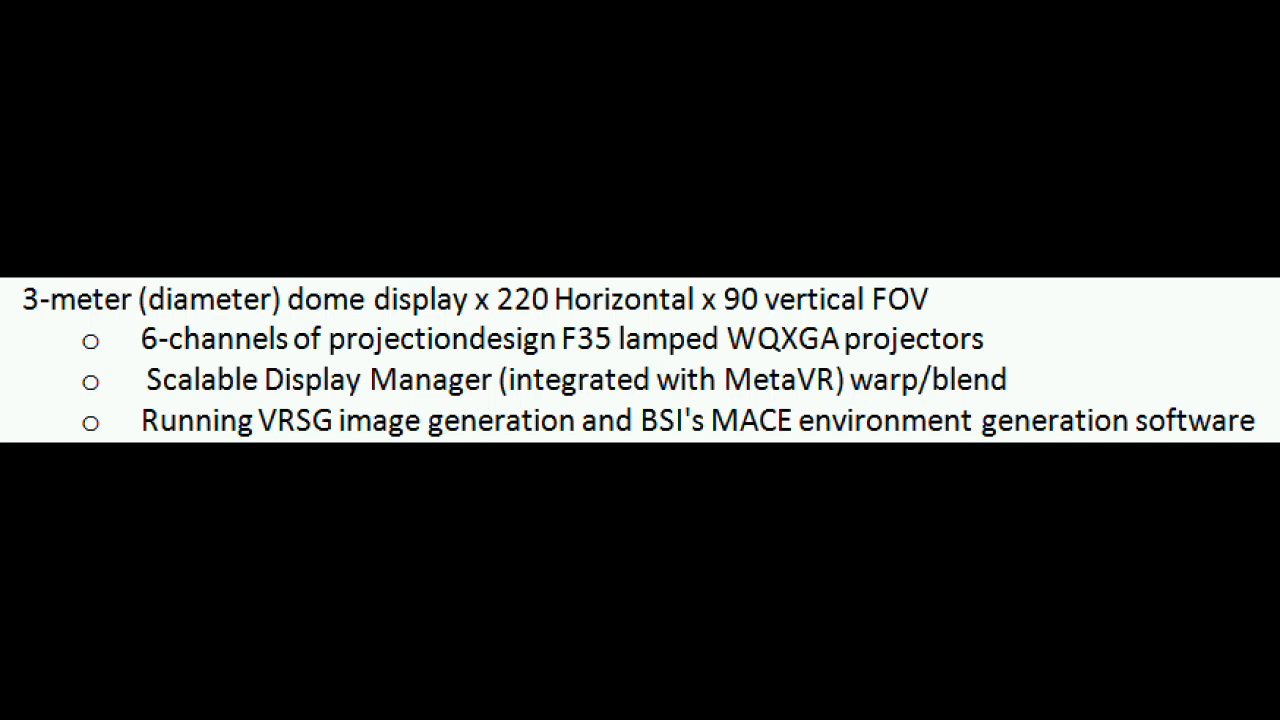 3-meter (diameter) dome display x 220 Horizontal x 90 vertical FOV
o 6-channels of projectiondesign F35 lamped WQXGA projectors
o Scalable Display Manager (integrated with MetaVR) warp/blend
o Running VRSG image generation and BSI's MACE environment generation software